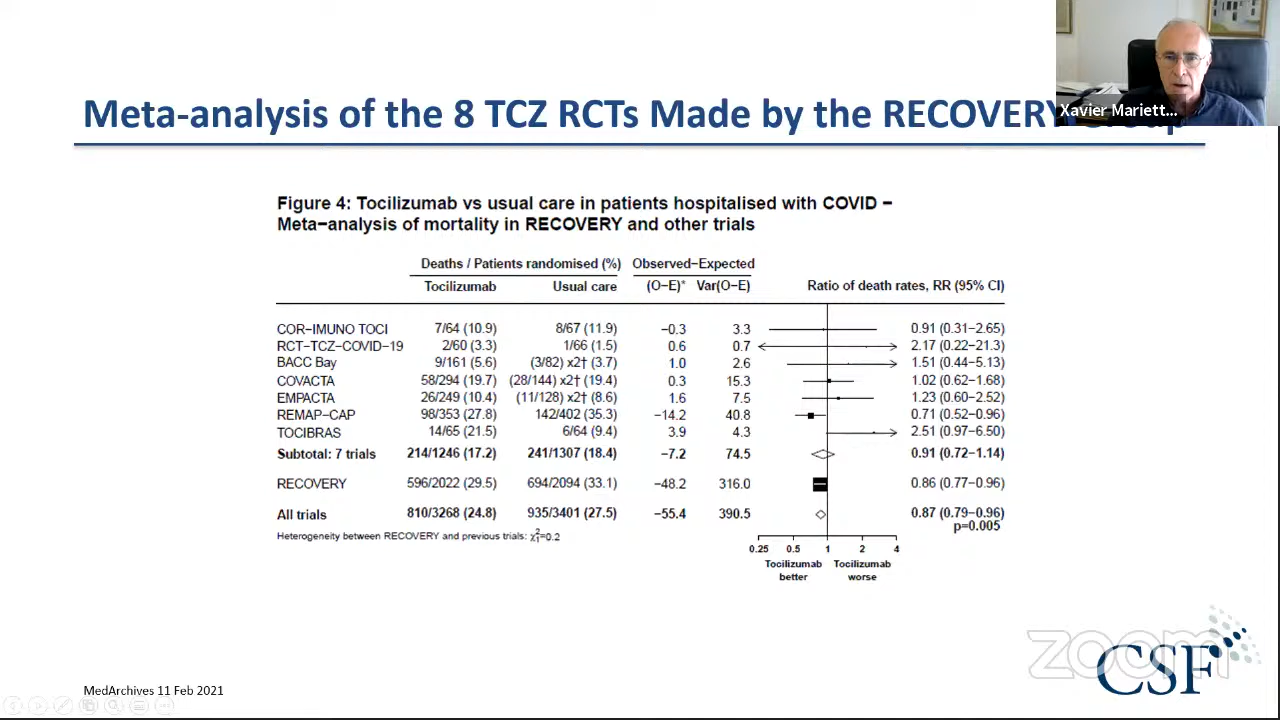 Xavier Mariett...
Meta-analysis of the 8 TCZ RCTs Made by the RECOVERY
Figure 4: Tocilizumab vs usual care in patients hospitalised with COVID −
Meta−analysis of mortality in RECOVERY and other trials
Deaths / Patients randomised (%) Observed−Expected
Tocilizumab Usual care (O−E)* Var(O−E) Ratio of death rates, RR (95% CI)
COR-IMUNO TOCI 7/64 (10.9) 8/67 (11.9) −0.3 3.3 0.91 (0.31−2.65)
RCT-TCZ-COVID-19 2/60 (3.3) 1/66 (1.5) 0.6 0.7 2.17 (0.22−21.3)
BACC Bay 9/161 (5.6) (3/82) x2† (3.7) 1.0 2.6 1.51 (0.44−5.13)
COVACTA 58/294 (19.7) (28/144) x2† (19.4) 0.3 15.3 1.02 (0.62−1.68)
EMPACTA 26/249 (10.4) (11/128) x2† (8.6) 1.6 7.5 1.23 (0.60−2.52)
REMAP−CAP 98/353 (27.8) 142/402 (35.3) −14.2 40.8 0.71 (0.52−0.96)
TOCIBRAS 14/65 (21.5) 6/64 (9.4) 3.9 4.3 2.51 (0.97−6.50)
Subtotal: 7 trials 214/1246 (17.2) 241/1307 (18.4) −7.2 74.5 0.91 (0.72−1.14)
RECOVERY 596/2022 (29.5) 694/2094 (33.1) −48.2 316.0 0.86 (0.77−0.96)
All trials 810/3268 (24.8) 935/3401 (27.5) −55.4 390.5 0.87 (0.79−0.96)
p=0.005
Heterogeneity between RECOVERY and previous trials: χ²₁=0.2
0.25 0.5 1 2 4
Tocilizumab Tocilizumab
better worse
zoom
CSF
MedArchives 11 Feb 2021